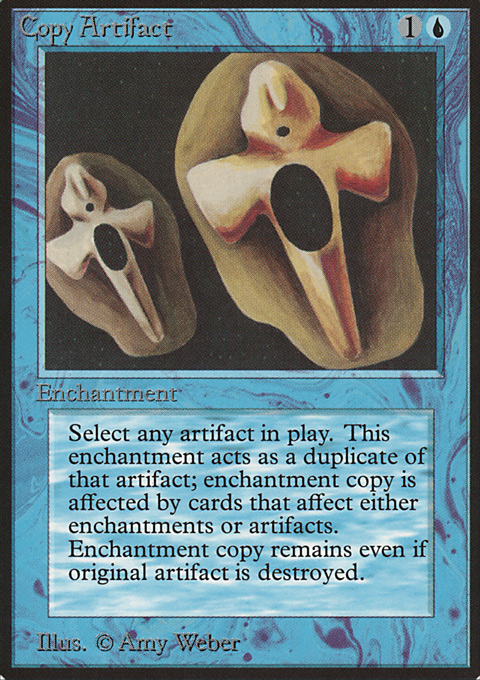 Copy Artifact 1
Enchantment
Select any artifact in play. This
enchantment acts as a duplicate of
that artifact; enchantment copy is
affected by cards that affect either
enchantments or artifacts.
Enchantment copy remains even if
original artifact is destroyed.
Illus. © Amy Weber